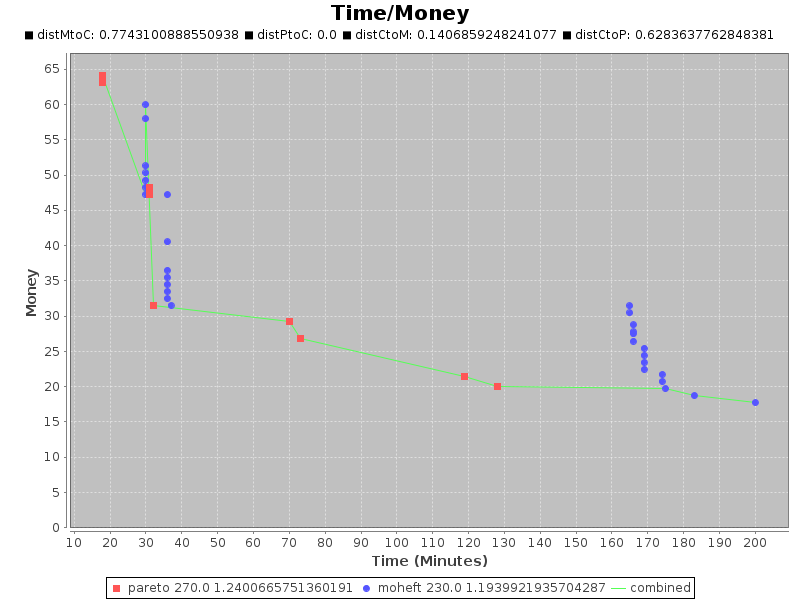 Time/Money
distMtoC: 0.7743100888550938 distPtoC: 0.0 distCtoM: 0.1406859248241077 distCtoP: 0.6283637762848381
65
60
55
50
45
40
35
30
25
20
15
10
5
0
Money
10 20 30 40 50 60 70 80 90 100 110 120 130 140 150 160 170 180 190 200
Time (Minutes)
pareto 270.0 1.2400665751360191 moheft 230.0 1.1939921935704287 combined